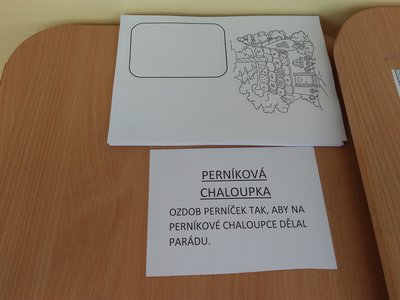 PERNÍKOVÁ
CHALOUPKA
OZDOB PERNÍČEK TAK, ABY NA
PERNÍKOVÉ CHALOUPCE DĚLAL
PARÁDU.